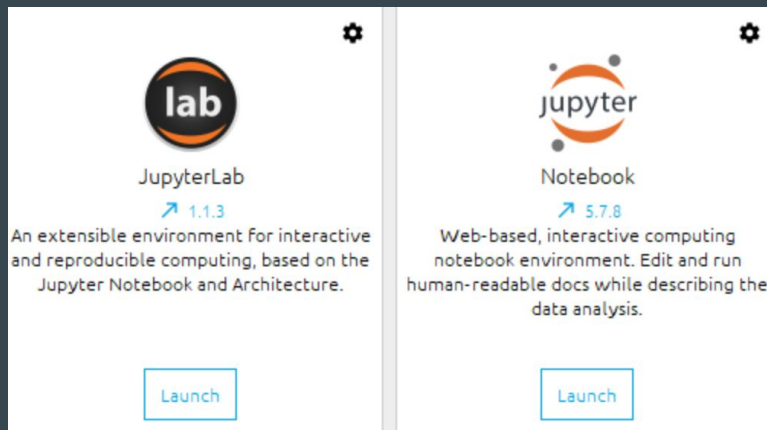 lab
JupyterLab
1.1.3
An extensible environment for interactive
and reproducible computing, based on the
Jupyter Notebook and Architecture.
Launch
jupyter
Notebook
5.7.8
Web-based, interactive computing
notebook environment. Edit and run
human-readable docs while describing the
data analysis.
Launch